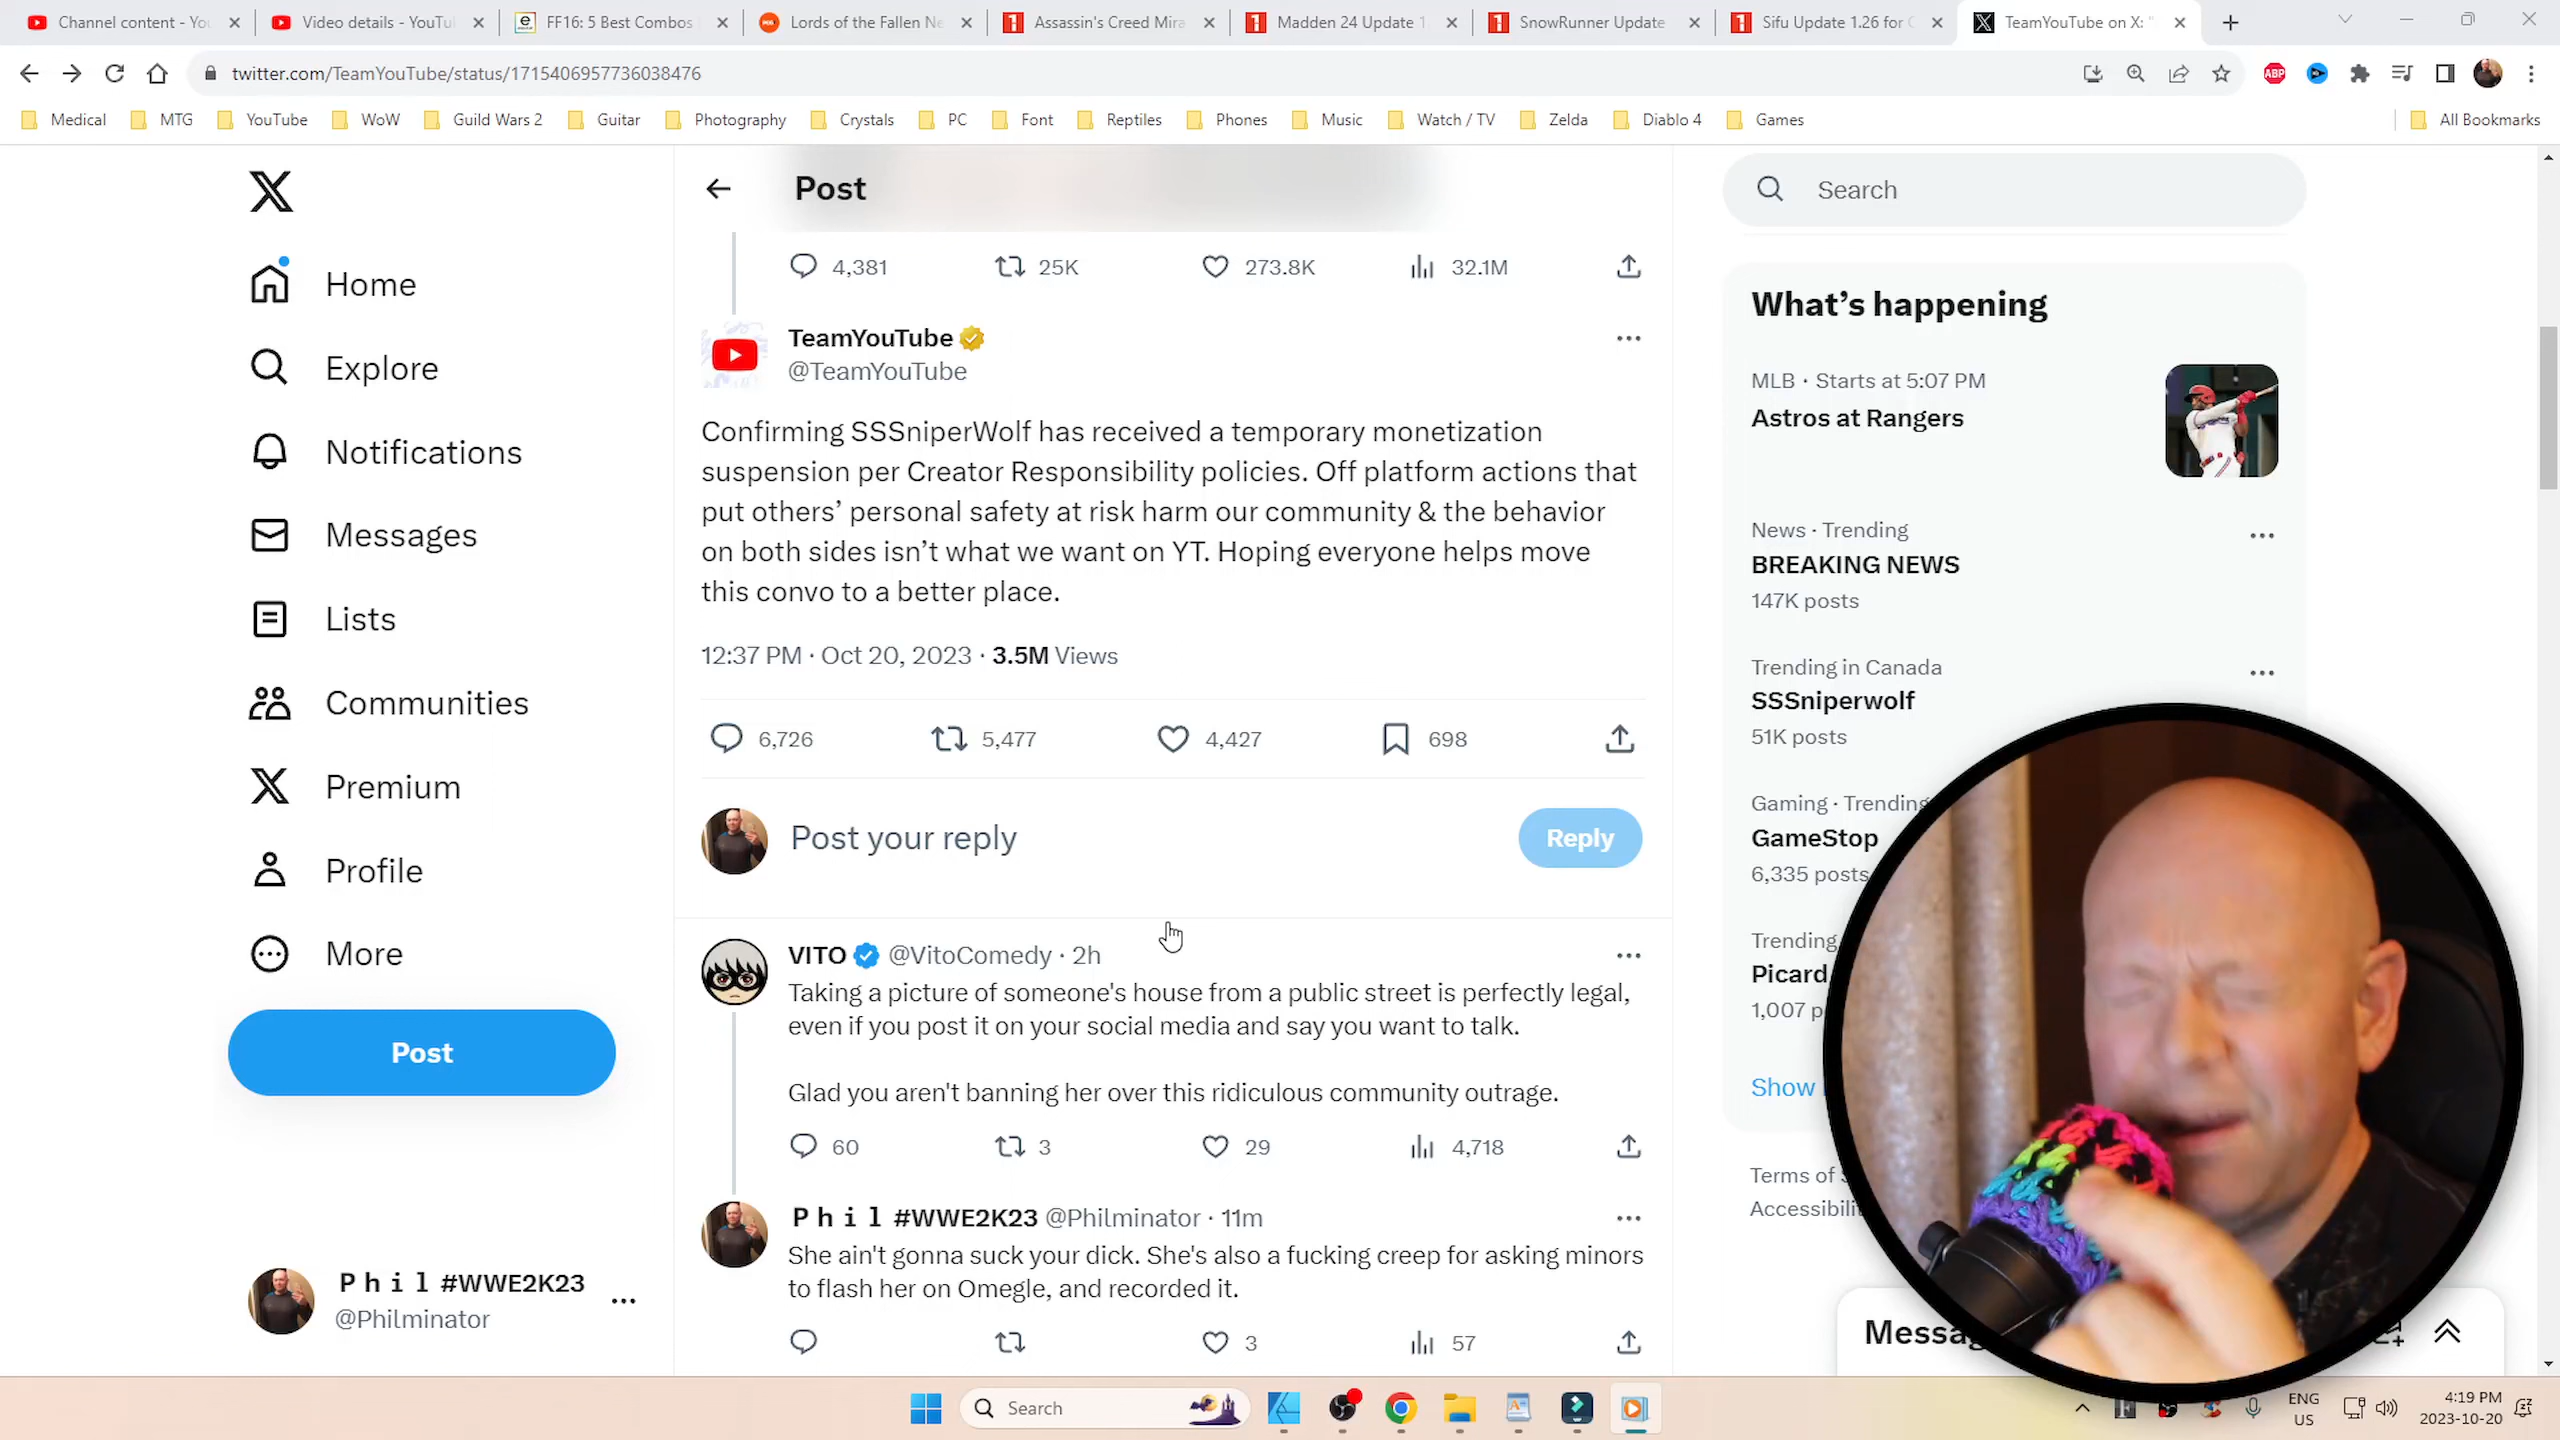 Channel content - You
Video details - YouTu
FF16: 5 Best Combos
Lords of the Fallen Ne
Assassin's Creed Mira
Madden 24 Update 1
SnowRunner Update
Sifu Update 1.26 for
TeamYouTube on X: "
twitter.com/TeamYouTube/status/1715406957736038476
ABP
Medical
MTG
YouTube
WoW
Guild Wars 2
Guitar
Photography
Crystals
PC
Font
Reptiles
Phones
Music
Watch / TV
Zelda
Diablo 4
Games
All Bookmarks
Home
Explore
Notifications
Messages
Lists
Communities
Premium
Profile
More
Post
P h i l #WWE2K23
@Philminator
Post
4,381 25K 273.8K 32.1M
TeamYouTube
@TeamYouTube
Confirming SSSniperWolf has received a temporary monetization
suspension per Creator Responsibility policies. Off platform actions that
put others’ personal safety at risk harm our community & the behavior
on both sides isn’t what we want on YT. Hoping everyone helps move
this convo to a better place.
12:37 PM · Oct 20, 2023 · 3.5M Views
6,726 5,477 4,427 698
Post your reply
Reply
VITO @VitoComedy · 2h
Taking a picture of someone's house from a public street is perfectly legal,
even if you post it on your social media and say you want to talk.
Glad you aren't banning her over this ridiculous community outrage.
60 3 29 4,718
P h i l #WWE2K23 @Philminator · 11m
She ain't gonna suck your dick. She's also a fucking creep for asking minors
to flash her on Omegle, and recorded it.
3 57
Search
What’s happening
MLB · Starts at 5:07 PM
Astros at Rangers
News · Trending
BREAKING NEWS
147K posts
Trending in Canada
SSSniperwolf
51K posts
Gaming · Trending
GameStop
6,335 posts
Trending
Picard
1,007 p
Show
Terms of S
Accessibili
Messag
Search
ENG
US
4:19 PM
2023-10-20